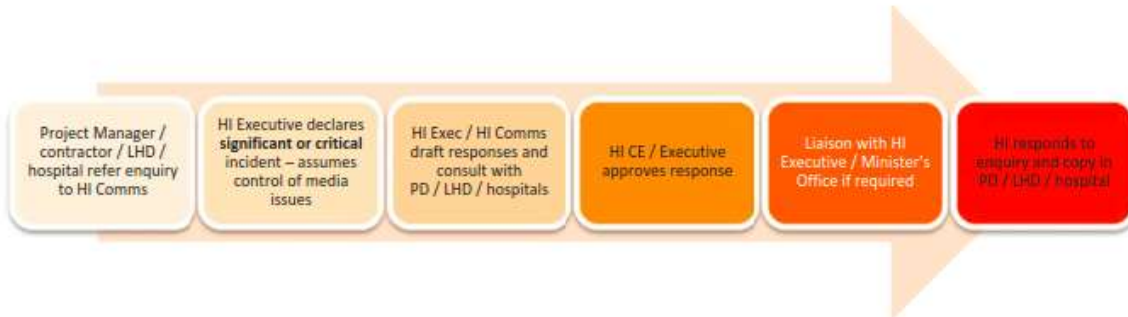 Project Manager /
contractor / LHD /
hospital refer enquiry
to HI Comms
HI Executive declares
significant or critical
incident – assumes
control of media
issues
HI Exec / HI Comms
draft responses and
consult with
PD / LHD / hospitals
HI CE / Executive
approves response
Liaison with HI
Executive / Minister's
Office if required
HI responds to
enquiry and copy in
PD / LHD / hospital